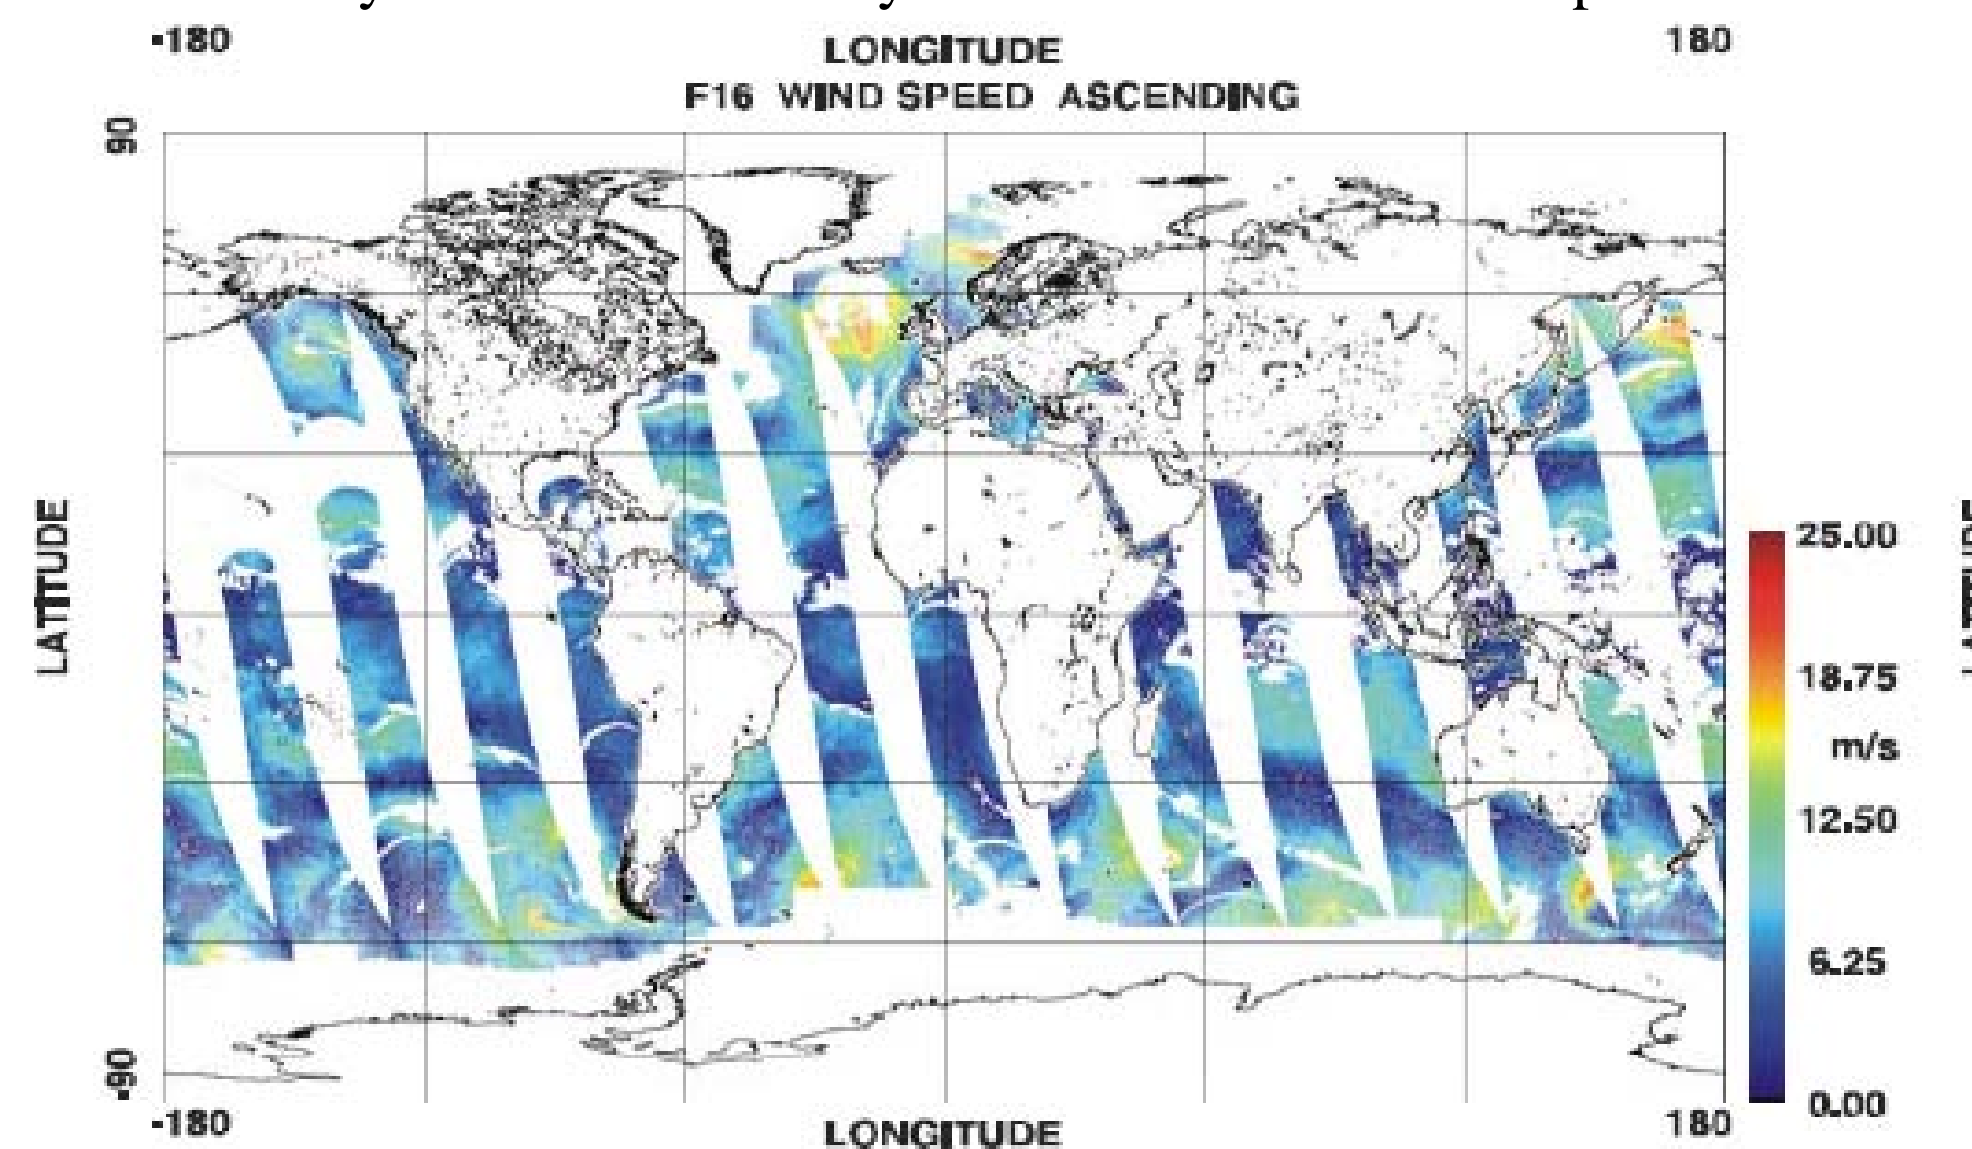 -180 LONGITUDE 180
F16 WIND SPEED ASCENDING
90
LATITUDE
25.00
18.75
m/s
12.50
6.25
0.00
-90
-180 LONGITUDE 180